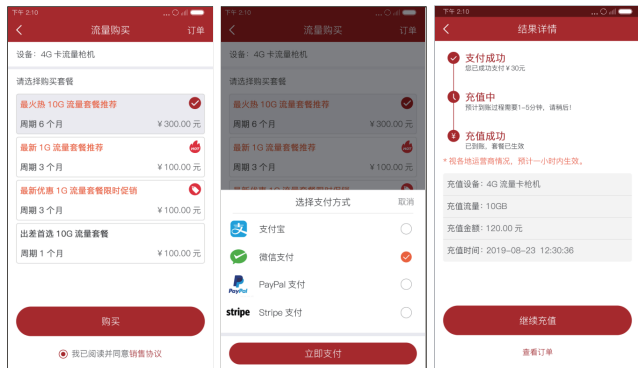 下午 2:10
流量购买
订单
设备：4G 卡流量枪机
请选择购买套餐
最火热 10G 流量套餐推荐
周期 6 个月
￥300.00 元
最新 1G 流量套餐推荐
HOT
周期 3 个月
￥100.00 元
最新优惠 1G 流量套餐限时促销
周期 3 个月
￥100.00 元
出差首选 10G 流量套餐
周期 1 个月
￥100.00 元
购买
我已阅读并同意销售协议
下午 2:10
流量购买
订单
设备：4G 卡流量枪机
请选择购买套餐
最火热 10G 流量套餐推荐
周期 6 个月
￥300.00 元
最新 1G 流量套餐推荐
HOT
周期 3 个月
￥100.00 元
最新优惠 1G 流量套餐限时促销
选择支付方式
取消
支付宝
微信支付
PayPal
PayPal 支付
stripe
Stripe 支付
立即支付
下午 2:10
结果详情
支付成功
您已成功支付￥30元
充值中
预计到账过程需要1-5分钟，请稍后！
充值成功
已到账，套餐已生效
*视各地运营商情况，预计一小时内生效。
充值设备：4G 流量卡枪机
充值流量：10GB
充值金额：120.00 元
充值时间：2019-08-23 12:30:36
继续充值
查看订单